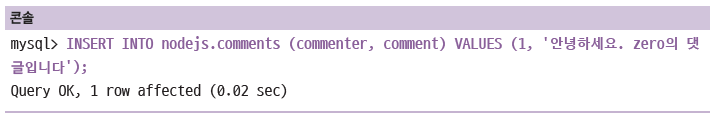 콘솔
mysql> INSERT INTO nodejs.comments (commenter, comment) VALUES (1, '안녕하세요. zero의 댓
글입니다');
Query OK, 1 row affected (0.02 sec)